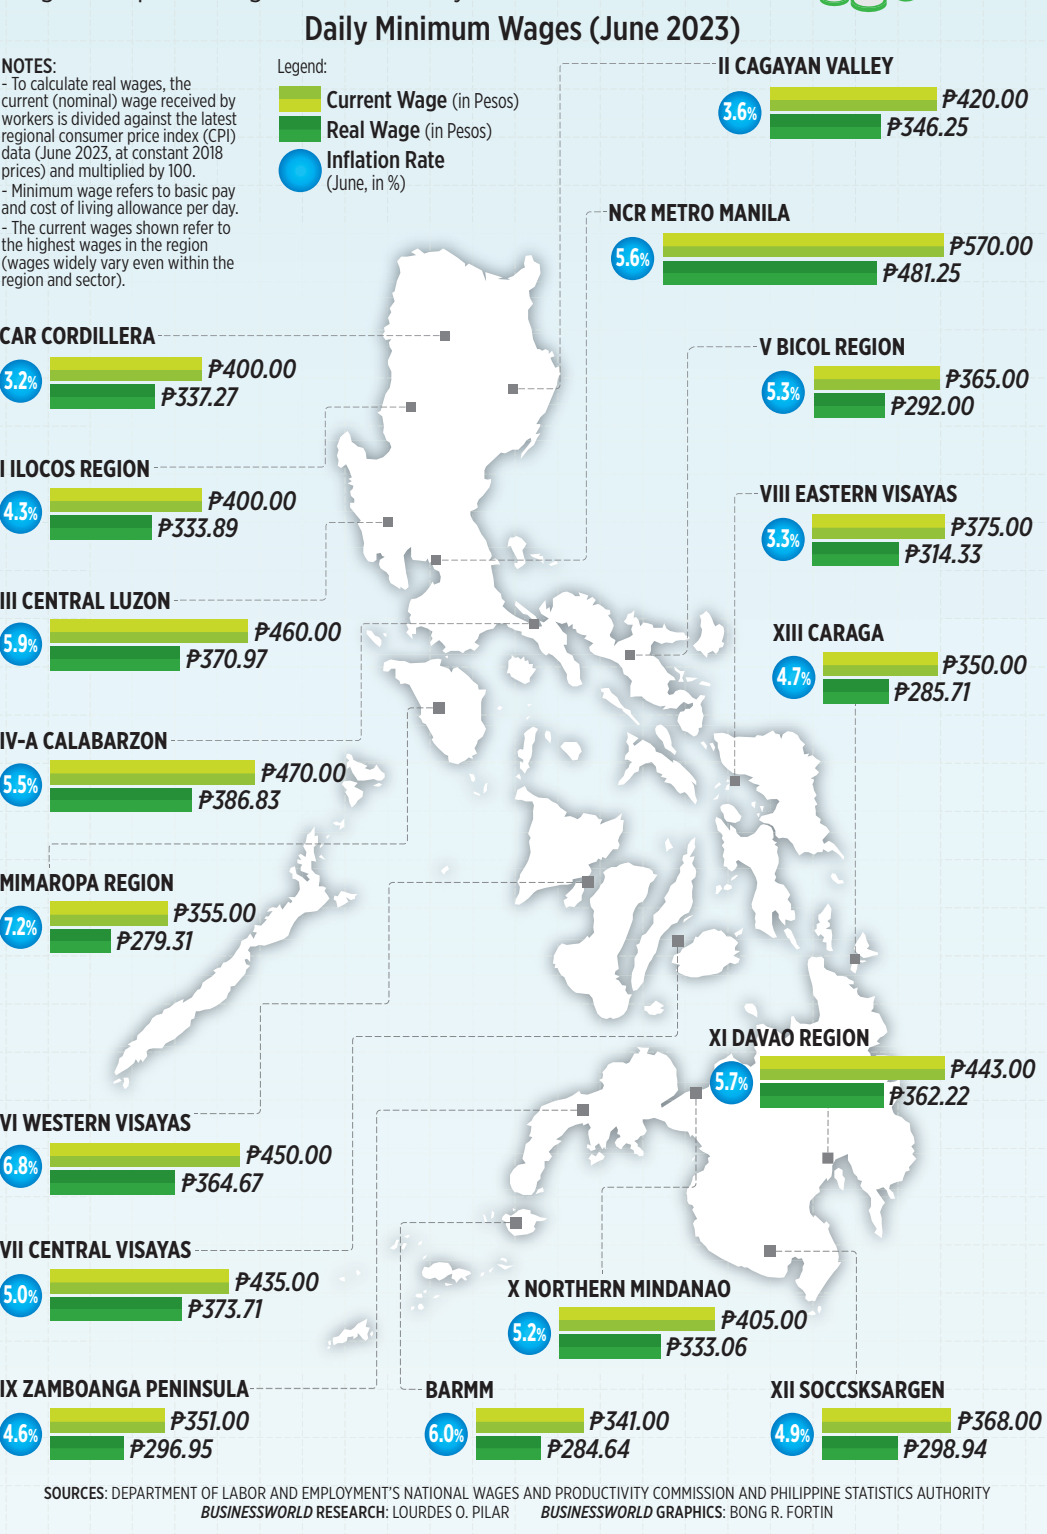 Daily Minimum Wages (June 2023)
NOTES:
- To calculate real wages, the
current (nominal) wage received by
workers is divided against the latest
regional consumer price index (CPI)
data (June 2023, at constant 2018
prices) and multiplied by 100.
- Minimum wage refers to basic pay
and cost of living allowance per day.
- The current wages shown refer to
the highest wages in the region
(wages widely vary even within the
region and sector).
Legend:
Current Wage (in Pesos)
Real Wage (in Pesos)
Inflation Rate
(June, in %)
II CAGAYAN VALLEY
3.6%
₱420.00
₱346.25
NCR METRO MANILA
5.6%
₱570.00
₱481.25
CAR CORDILLERA
3.2%
₱400.00
₱337.27
V BICOL REGION
5.3%
₱365.00
₱292.00
I ILOCOS REGION
4.3%
₱400.00
₱333.89
VIII EASTERN VISAYAS
3.3%
₱375.00
₱314.33
III CENTRAL LUZON
5.9%
₱460.00
₱370.97
XIII CARAGA
4.7%
₱350.00
₱285.71
IV-A CALABARZON
5.5%
₱470.00
₱386.83
MIMAROPA REGION
7.2%
₱355.00
₱279.31
XI DAVAO REGION
5.7%
₱443.00
₱362.22
VI WESTERN VISAYAS
6.8%
₱450.00
₱364.67
VII CENTRAL VISAYAS
5.0%
₱435.00
₱373.71
X NORTHERN MINDANAO
5.2%
₱405.00
₱333.06
IX ZAMBOANGA PENINSULA
4.6%
₱351.00
₱296.95
BARMM
6.0%
₱341.00
₱284.64
XII SOCCSKSARGEN
4.9%
₱368.00
₱298.94
SOURCES: DEPARTMENT OF LABOR AND EMPLOYMENT'S NATIONAL WAGES AND PRODUCTIVITY COMMISSION AND PHILIPPINE STATISTICS AUTHORITY
BUSINESSWORLD RESEARCH: LOURDES O. PILAR BUSINESSWORLD GRAPHICS: BONG R. FORTIN